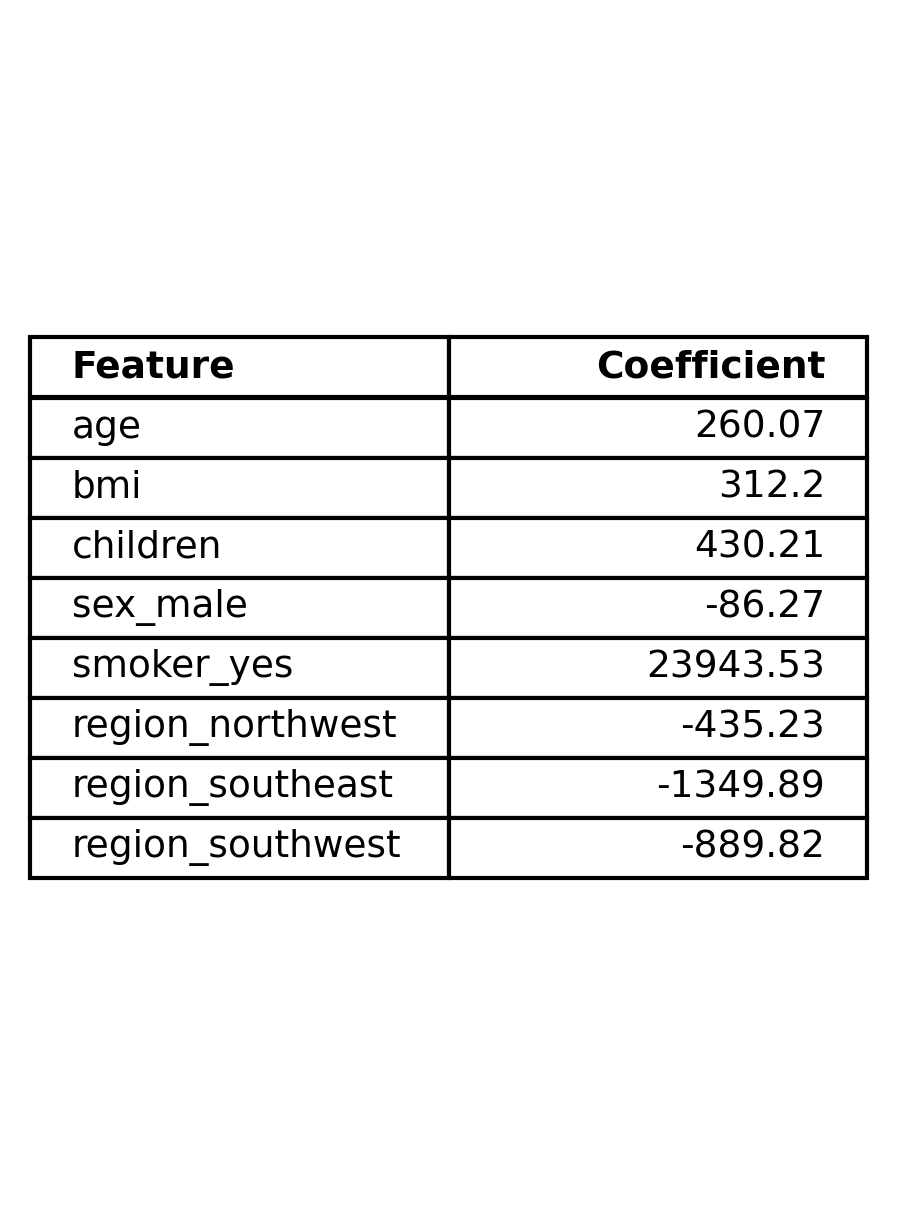 Feature Coefficient
age 260.07
bmi 312.2
children 430.21
sex_male -86.27
smoker_yes 23943.53
region_northwest -435.23
region_southeast -1349.89
region_southwest -889.82